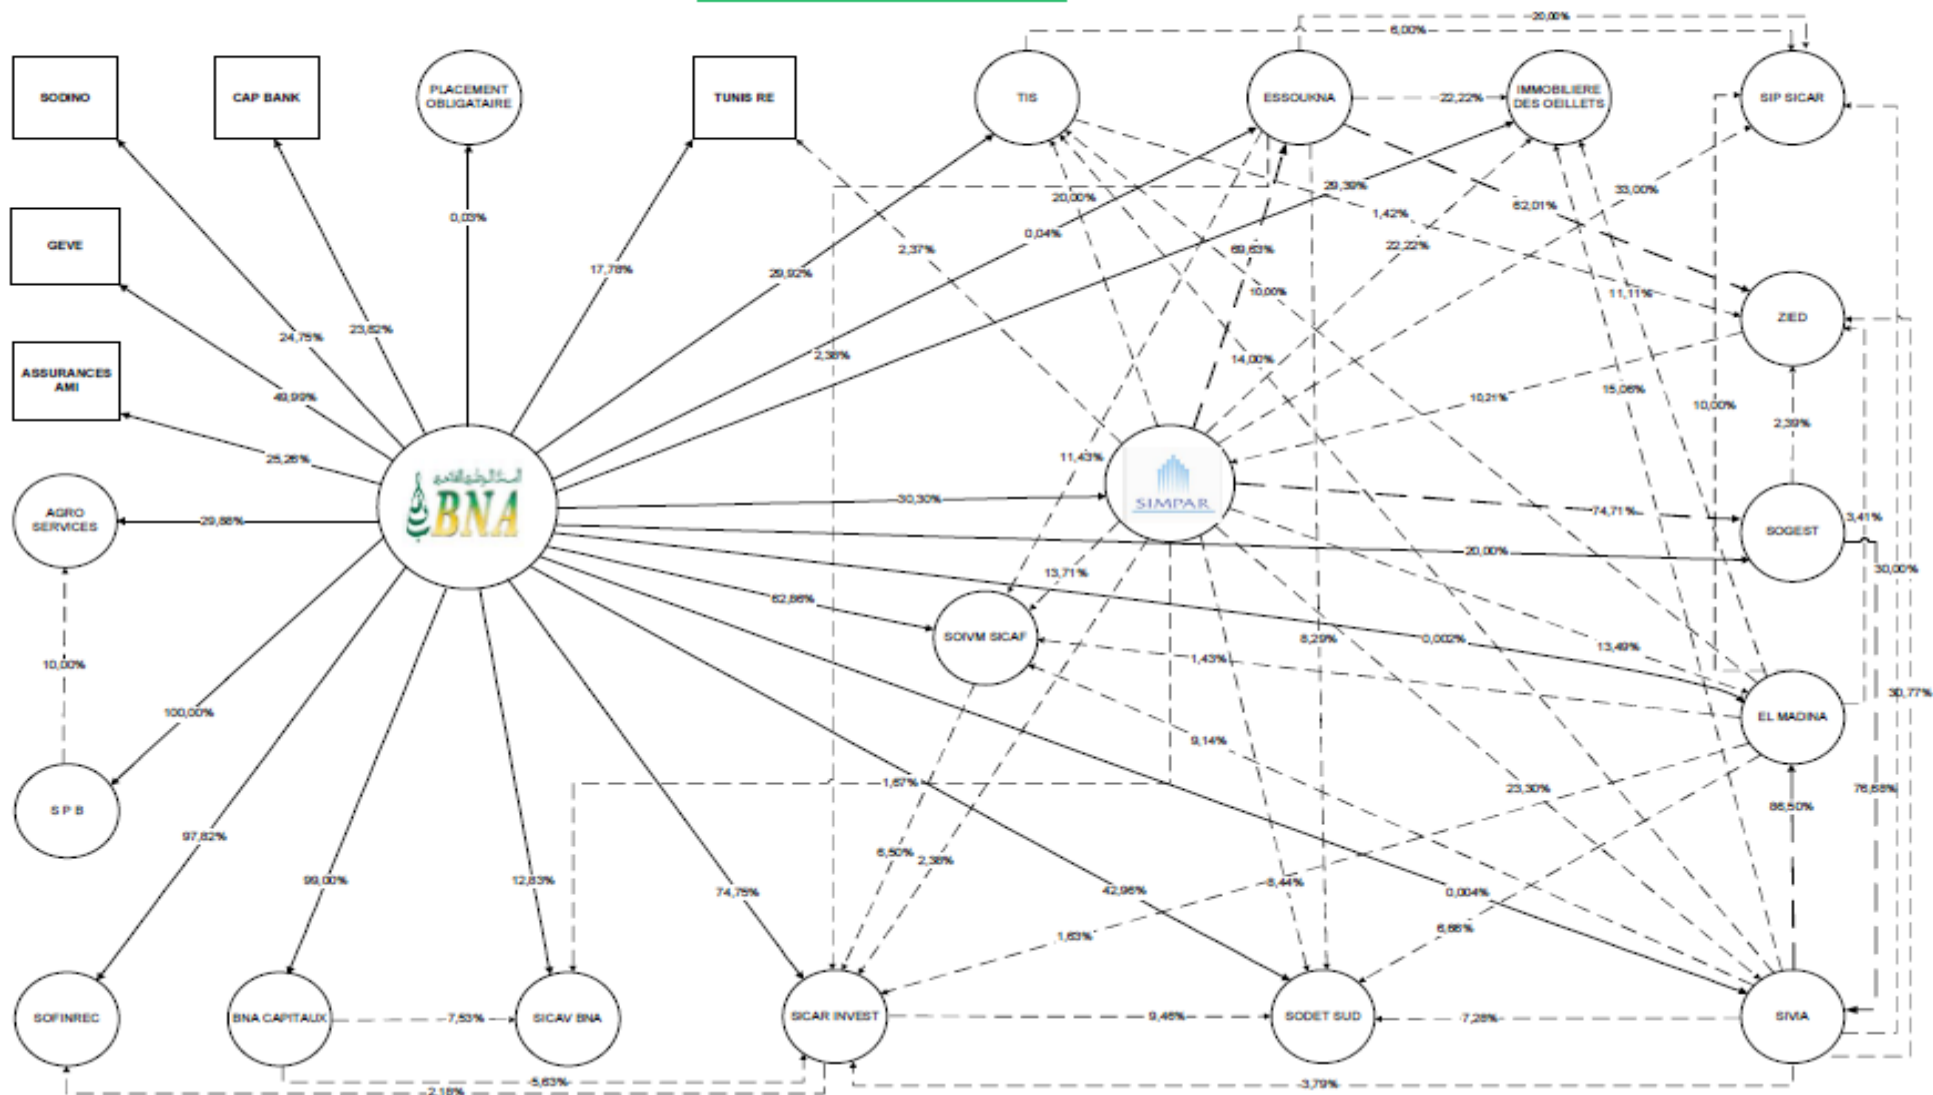 20,00%
6,00%
SODINO
CAP BANK
PLACEMENT
OBLIGATAIRE
TUNIS RE
TIS
ESSOUKNA
22,22%
IMMOBILIERE
DES OEILLETS
SIP SICAR
0,03%
20,00%
29,39%
1,42%
33,00%
62,01%
GEVE
17,78%
29,92%
0,04%
2,37%
69,63%
22,22%
10,00%
11,11%
ZIED
24,75%
23,82%
2,38%
14,00%
ASSURANCES
AMI
49,99%
10,21%
15,06%
10,00%
2,39%
25,26%
11,43%
البنك الوطني الفلاحي
BNA
SIMPAR
AGRO
SERVICES
29,88%
30,30%
74,71%
SOGEST
3,41%
20,00%
30,00%
13,71%
62,86%
SOIVM SICAF
8,29%
0,002%
13,49%
1,43%
10,00%
30,77%
100,00%
EL MADINA
9,14%
S P B
1,67%
23,30%
86,50%
76,68%
97,82%
6,50%
2,38%
99,00%
12,83%
74,75%
42,96%
8,44%
0,004%
1,63%
6,66%
SOFINREC
BNA CAPITAUX
7,53%
SICAV BNA
SICAR INVEST
9,46%
SODET SUD
7,28%
SIVIA
5,63%
2,18%
3,79%